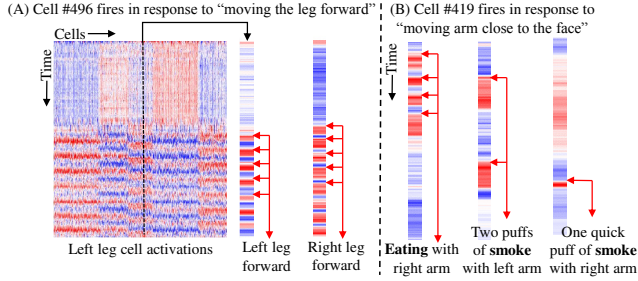 (A) Cell #496 fires in response to “moving the leg forward”
Cells
Time
Left leg cell activations
Left leg
forward
Right leg
forward
(B) Cell #419 fires in response to
“moving arm close to the face”
Time
Eating with
right arm
Two puffs
of smoke
with left arm
One quick
puff of smoke
with right arm